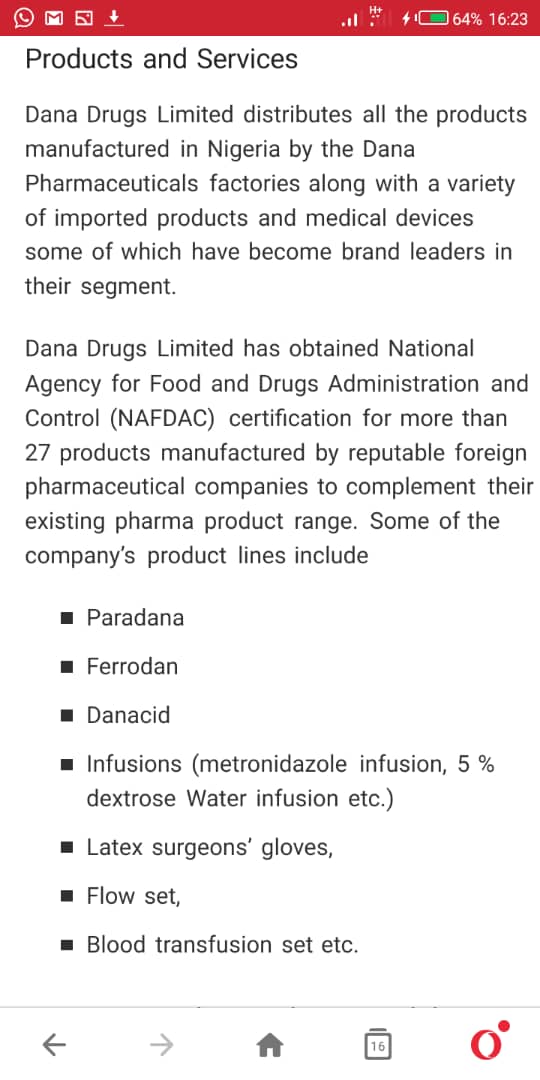 H+
64% 16:23
Products and Services
Dana Drugs Limited distributes all the products
manufactured in Nigeria by the Dana
Pharmaceuticals factories along with a variety
of imported products and medical devices
some of which have become brand leaders in
their segment.
Dana Drugs Limited has obtained National
Agency for Food and Drugs Administration and
Control (NAFDAC) certification for more than
27 products manufactured by reputable foreign
pharmaceutical companies to complement their
existing pharma product range. Some of the
company’s product lines include
■ Paradana
■ Ferrodan
■ Danacid
■ Infusions (metronidazole infusion, 5 %
dextrose Water infusion etc.)
■ Latex surgeons’ gloves,
■ Flow set,
■ Blood transfusion set etc.
16